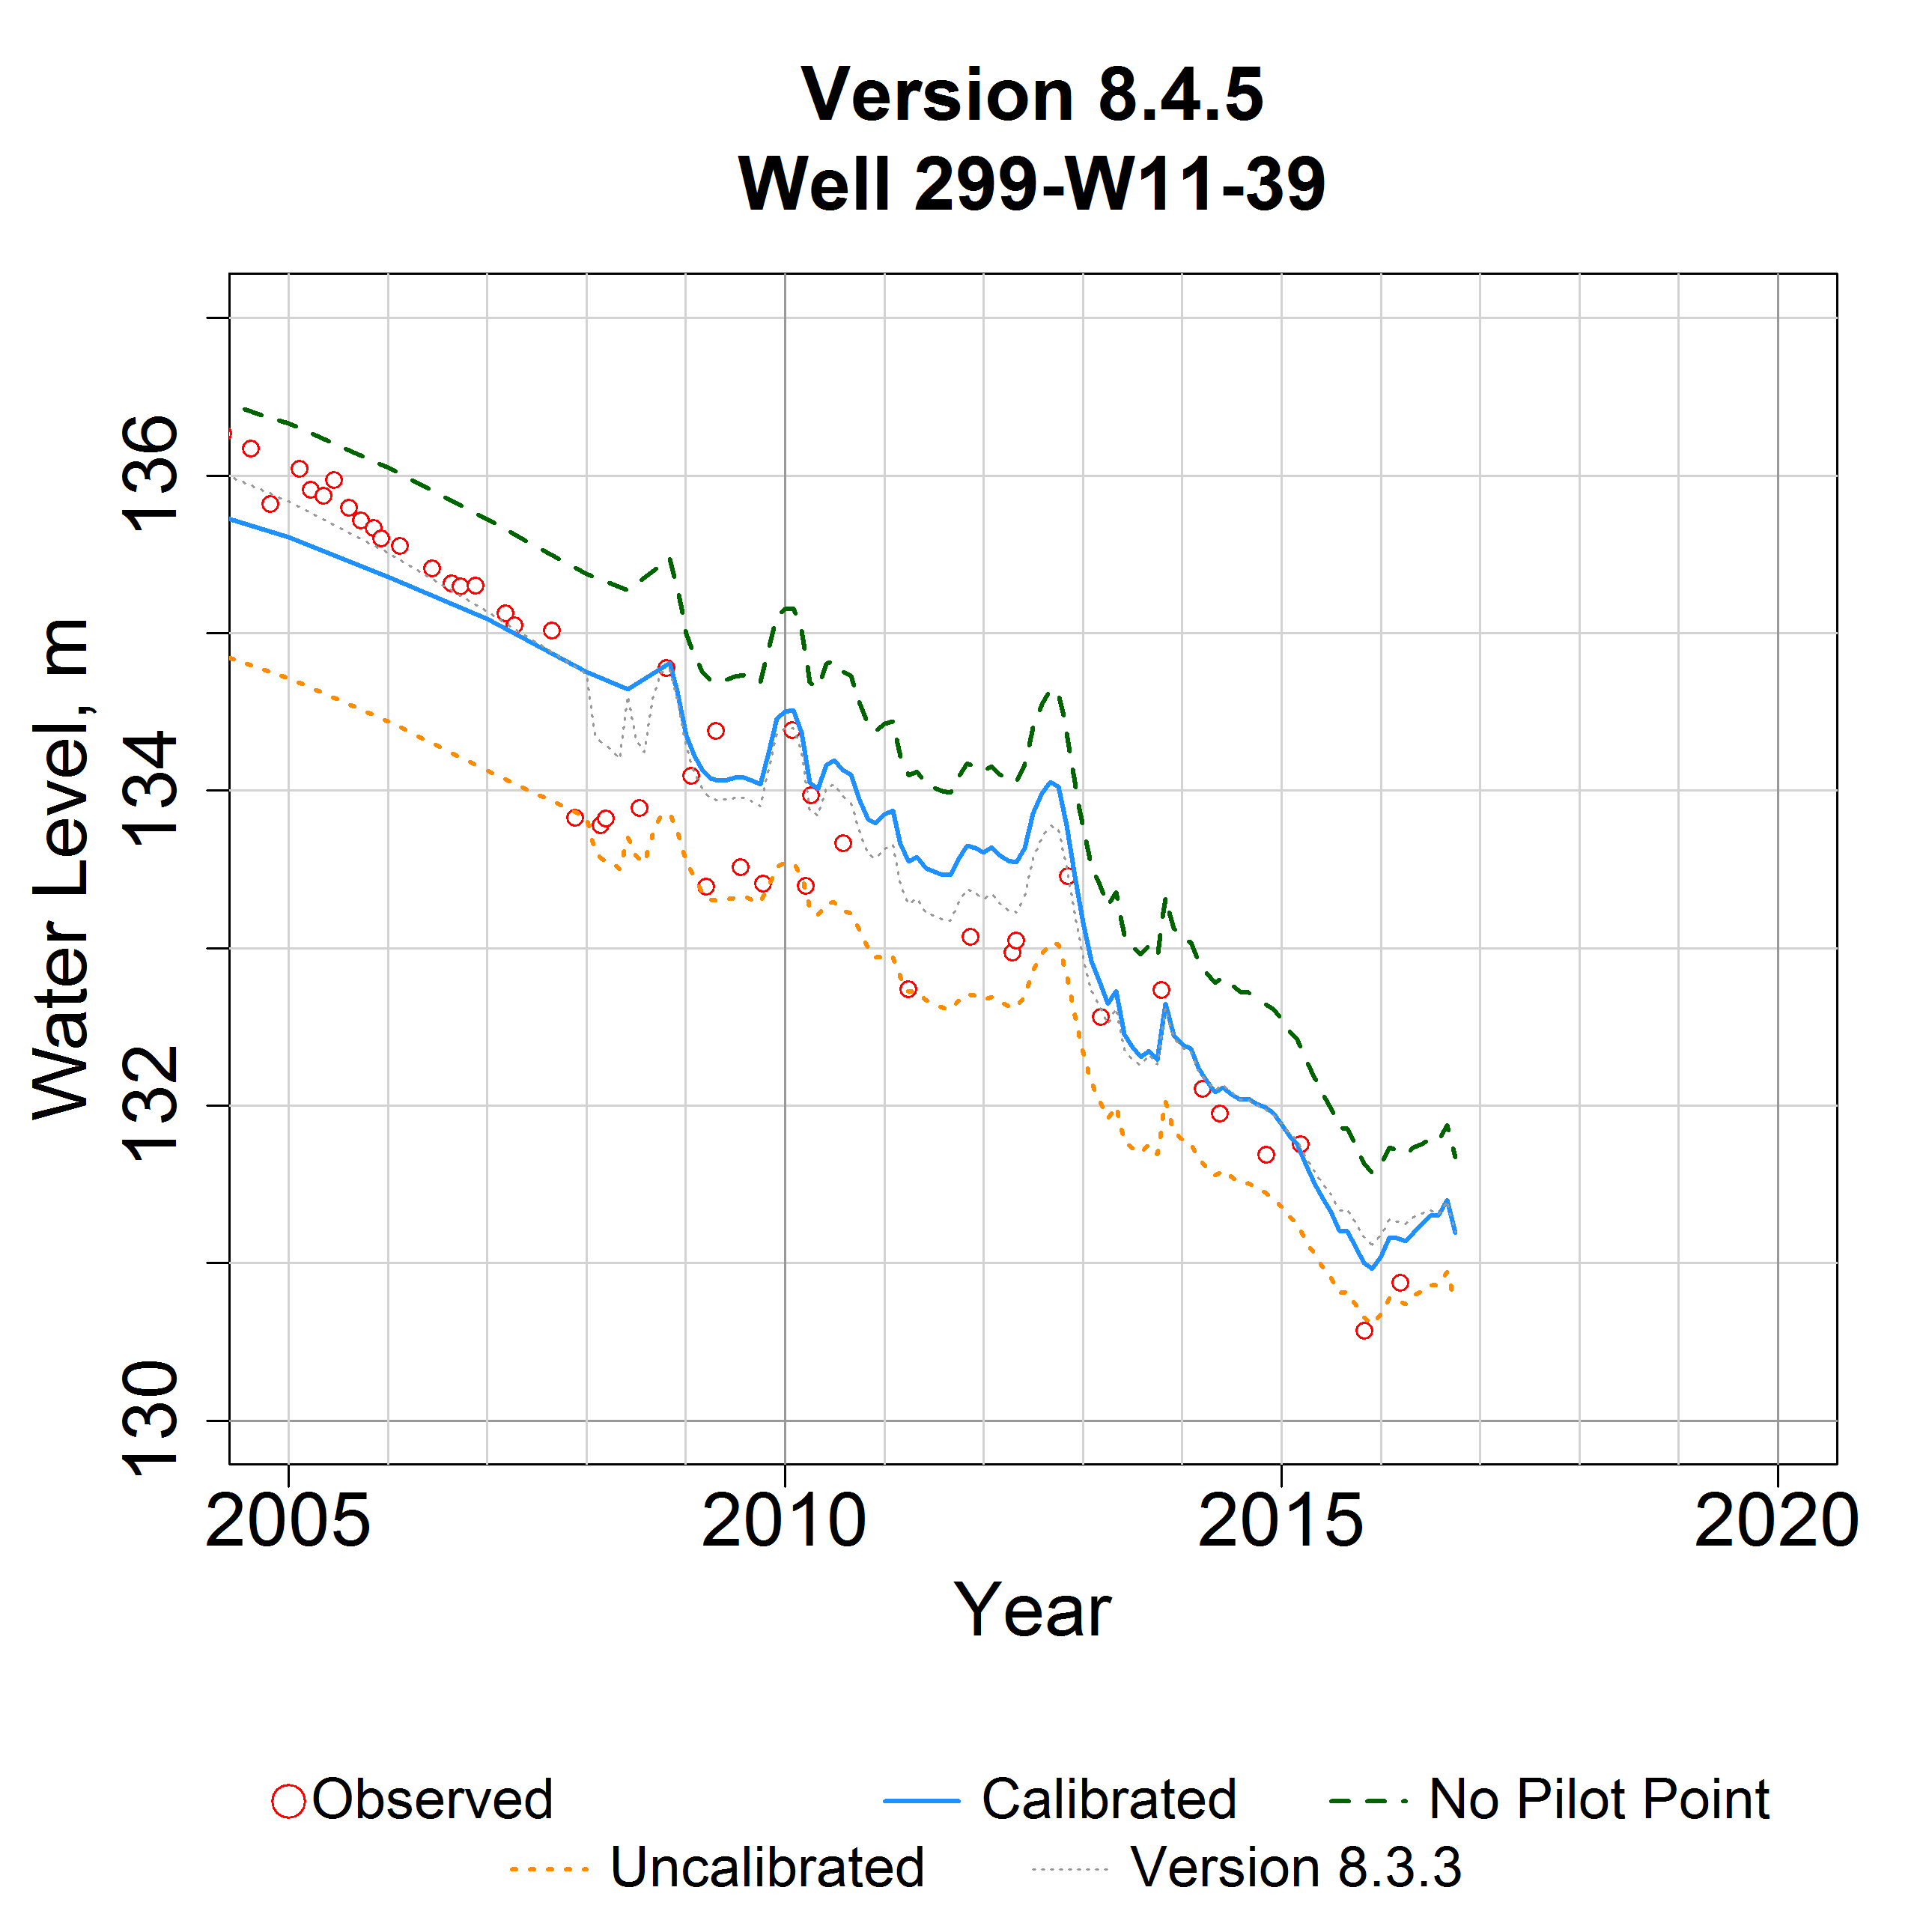 Version 8.4.5
Well 299-W11-39
Water Level, m
136
134
132
130
2005 2010 2015 2020
Year
Observed Calibrated No Pilot Point
Uncalibrated Version 8.3.3